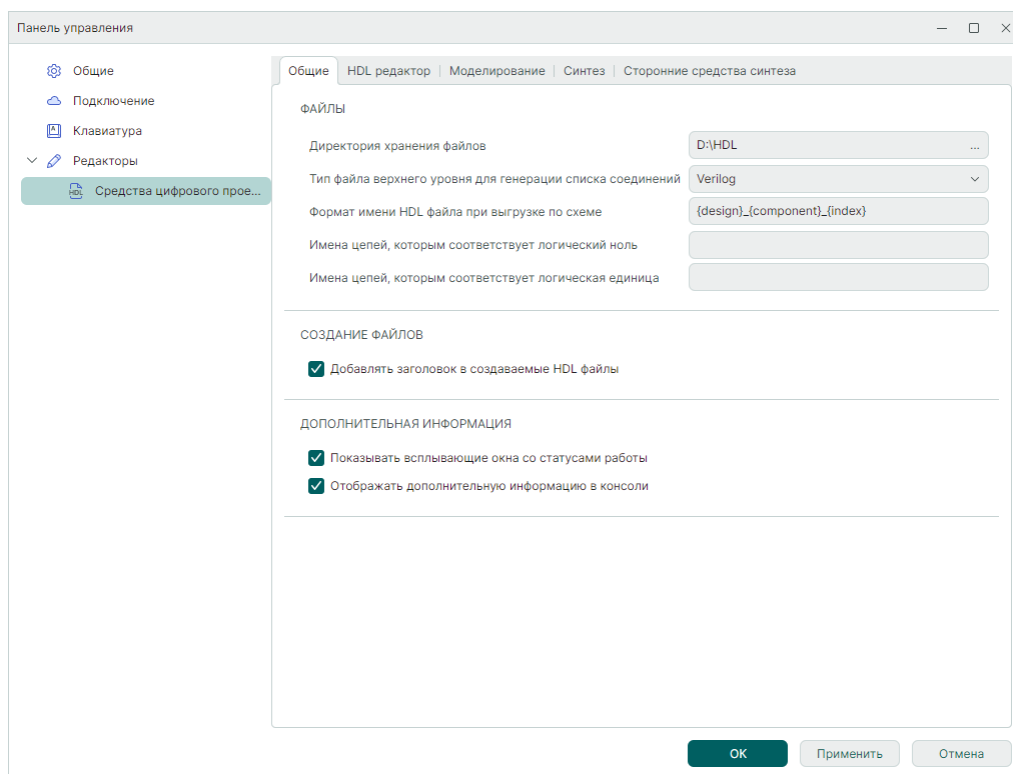 Панель управления
Общие
Подключение
Клавиатура
Редакторы
Средства цифрового прое...
Общие | HDL редактор | Моделирование | Синтез | Сторонние средства синтеза
ФАЙЛЫ
Директория хранения файлов D:\HDL ...
Тип файла верхнего уровня для генерации списка соединений Verilog
Формат имени HDL файла при выгрузке по схеме {design}_{component}_{index}
Имена цепей, которым соответствует логический ноль
Имена цепей, которым соответствует логическая единица
СОЗДАНИЕ ФАЙЛОВ
Добавлять заголовок в создаваемые HDL файлы
ДОПОЛНИТЕЛЬНАЯ ИНФОРМАЦИЯ
Показывать всплывающие окна со статусами работы
Отображать дополнительную информацию в консоли
ОК Применить Отмена